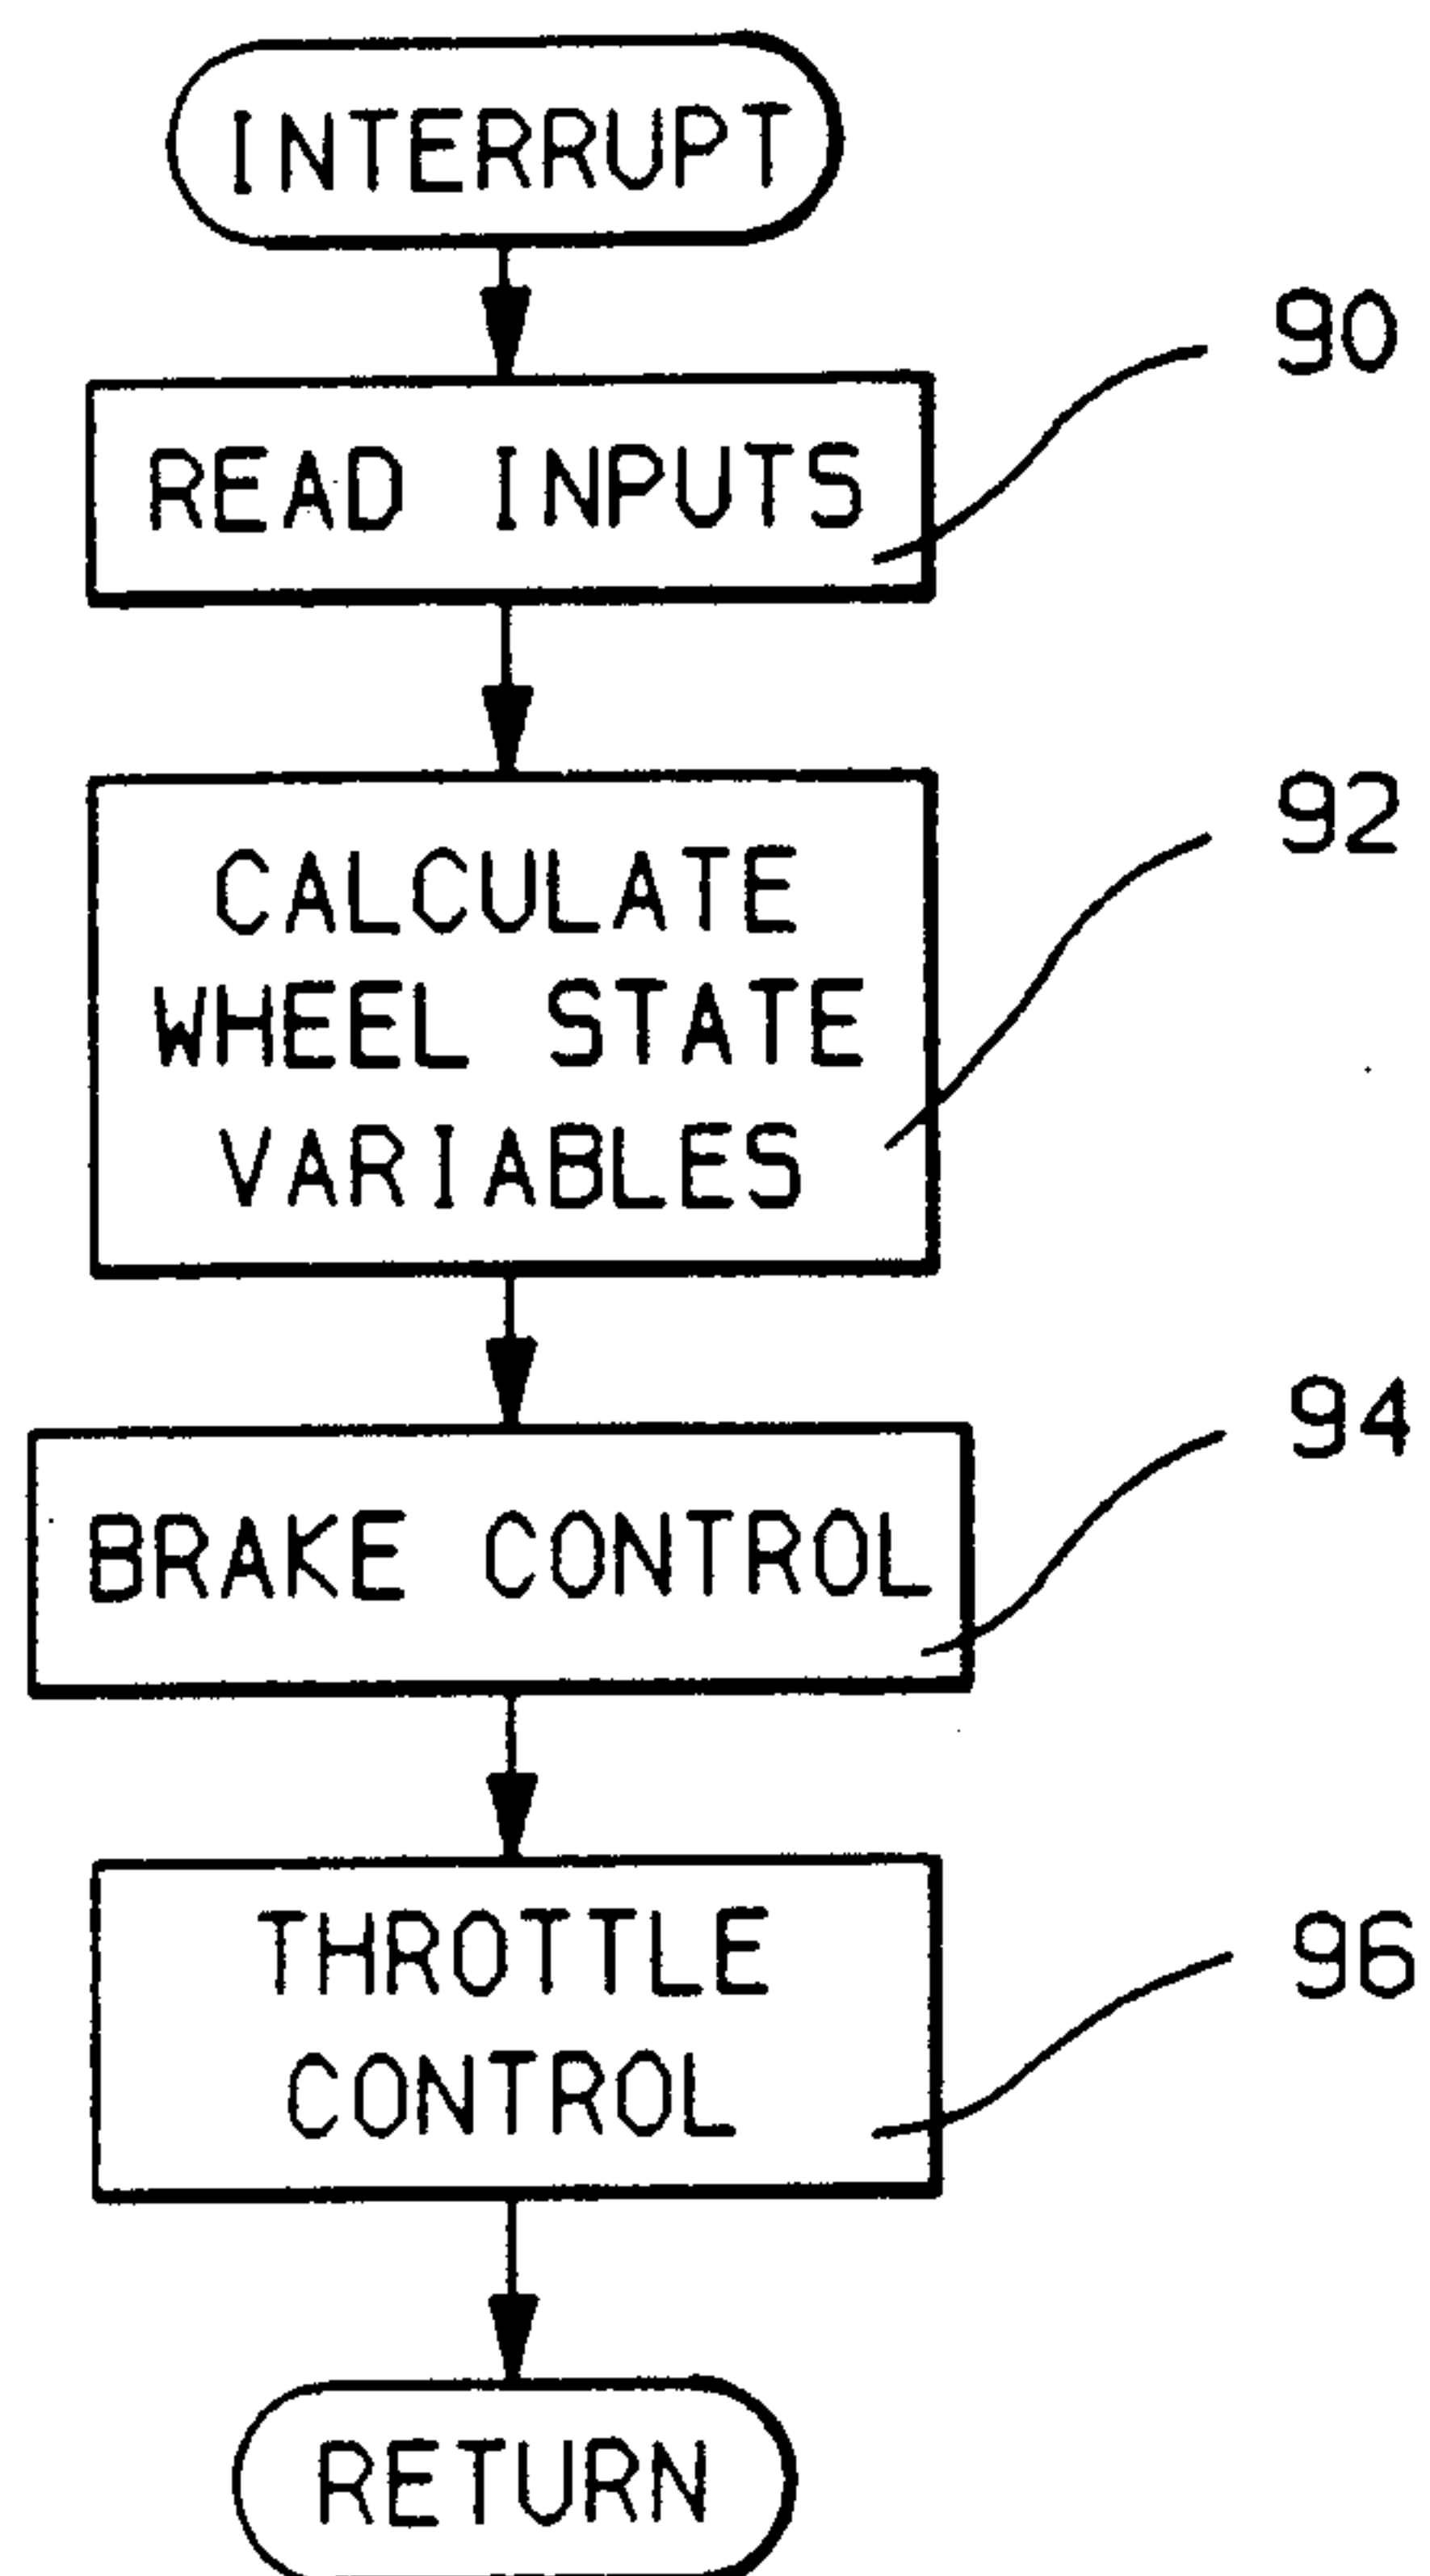 INTERRUPT
90
READ INPUTS
92
CALCULATE
WHEEL STATE
VARIABLES
94
BRAKE CONTROL
96
THROTTLE
CONTROL
RETURN